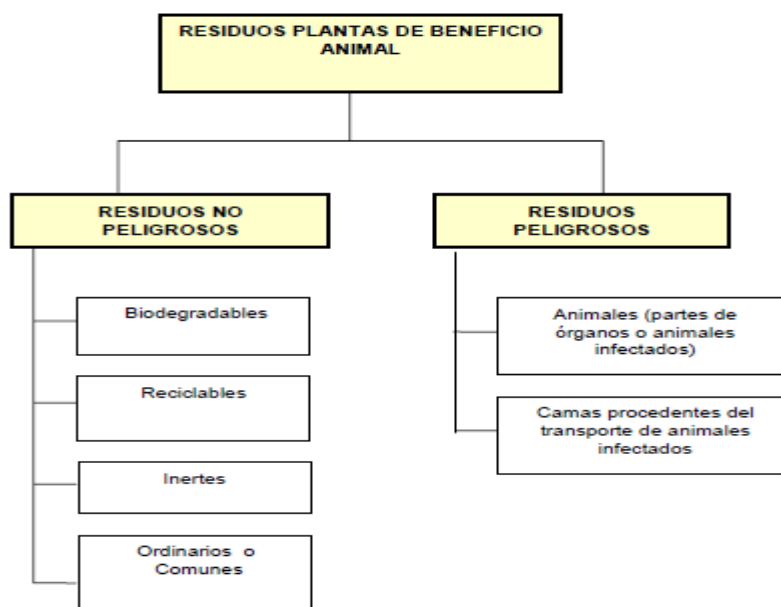 RESIDUOS PLANTAS DE BENEFICIO
ANIMAL
RESIDUOS NO
PELIGROSOS
Biodegradables
Reciclables
Inertes
Ordinarios o
Comunes
RESIDUOS
PELIGROSOS
Animales (partes de
órganos o animales
infectados)
Camas procedentes del
transporte de animales
infectados